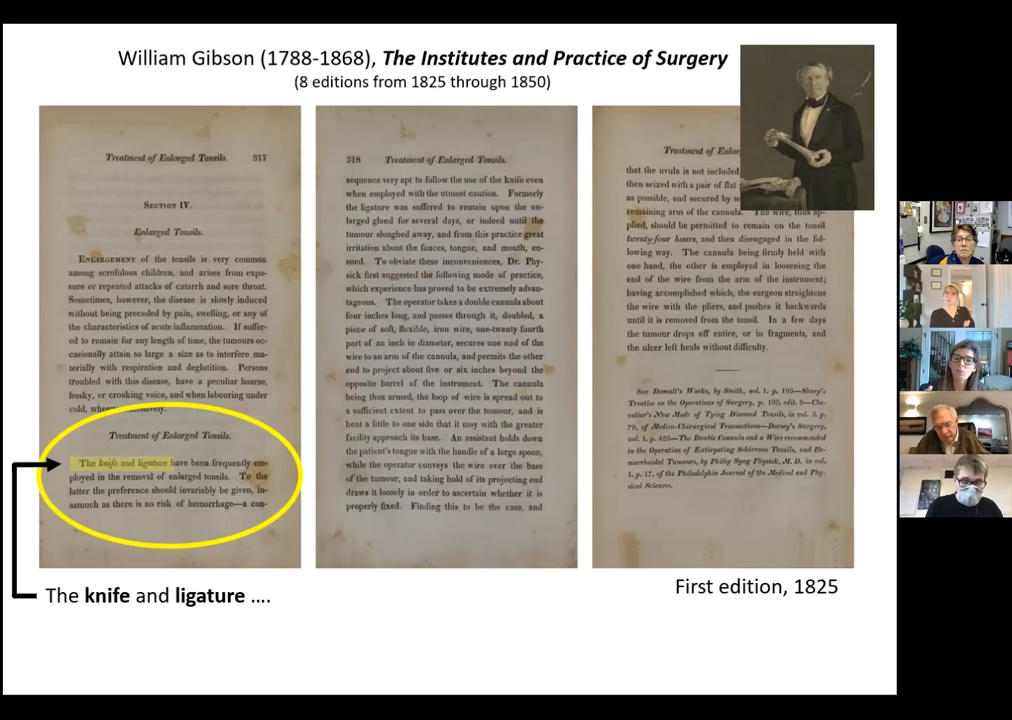 William Gibson (1788-1868), The Institutes and Practice of Surgery
(8 editions from 1825 through 1850)
Treatment of Enlarged Tonsils. 317
Section IV.
Enlarged Tonsils.
Enlargement of the tonsils is very common
among scrofulous children, and arises from expo-
sure or repeated attacks of catarrh and sore throat.
Sometimes, however, the disease is slowly induced
without being preceded by pain, swelling, or any of
the characteristics of acute inflammation. If suffer-
ed to remain for any length of time, the tumours oc-
casionally attain so large a size as to interfere ma-
terially with respiration and deglutition. Persons
troubled with this disease, have a peculiar hoarse,
husky, or croaking voice, and when labouring under
cold,
Treatment of Enlarged Tonsils.
The knife and ligature have been frequently em-
ployed in the removal of enlarged tonsils. To the
latter the preference should invariably be given, in-
asmuch as there is no risk of hemorrhage—a con-
318 Treatment of Enlarged Tonsils.
sequence very apt to follow the use of the knife even
when employed with the utmost caution. Formerly
the ligature was suffered to remain upon the en-
larged gland for several days, or indeed until the
tumour sloughed away, and from this practice great
irritation about the fauces, tongue, and mouth, en-
sued. To obviate these inconveniences, Dr. Phy-
sick first suggested the following mode of practice,
which experience has proved to be extremely advan-
tageous. The operator takes a double cannula about
four inches long, and passes through it, doubled, a
piece of soft, flexible, iron wire, one-twenty fourth
part of an inch in diameter, secures one end of the
wire to an arm of the cannula, and permits the other
end to project about five or six inches beyond the
opposite barrel of the instrument. The cannula
being thus armed, the loop of wire is spread out to
a sufficient extent to pass over the tumour, and is
bent a little to one side that it may with the greater
facility approach its base. An assistant holds down
the patient's tongue with the handle of a large spoon,
while the operator conveys the wire over the base
of the tumour, and taking hold of its projecting end
draws it loosely in order to ascertain whether it is
properly fixed. Finding this to be the case, and
Treatment of Enlar
that the uvula is not included
then seized with a pair of flat
as possible, and secured by w
remaining arm of the cannula. The wire, thus ap-
plied, should be permitted to remain on the tonsil
twenty-four hours, and then disengaged in the fol-
lowing way. The cannula being firmly held with
one hand, the other is employed in loosening the
end of the wire from the arm of the instrument;
having accomplished which, the surgeon straightens
the wire with the pliers, and pushes it backwards
until it is removed from the tonsil. In a few days
the tumour drops off entire, or in fragments, and
the ulcer left heals without difficulty.
See Desault's Works, by Smith, vol. 1. p. 193—Sharp's
Treatise on the Operations of Surgery, p. 190, edit. 9—Che-
valier's New Mode of Tying Diseased Tonsils, in vol. 3. p.
79, of Medico-Chirurgical Transactions—Dorsey's Surgery,
vol. 1. p. 422—The Double Canula and a Wire recommended
in the Operation of Extirpating Schirrous Tonsils, and He-
morrhoidal Tumours, by Philip Syng Physick, M. D. in vol.
1. p. 17, of the Philadelphia Journal of the Medical and Phy-
sical Sciences.
First edition, 1825
The knife and ligature ....